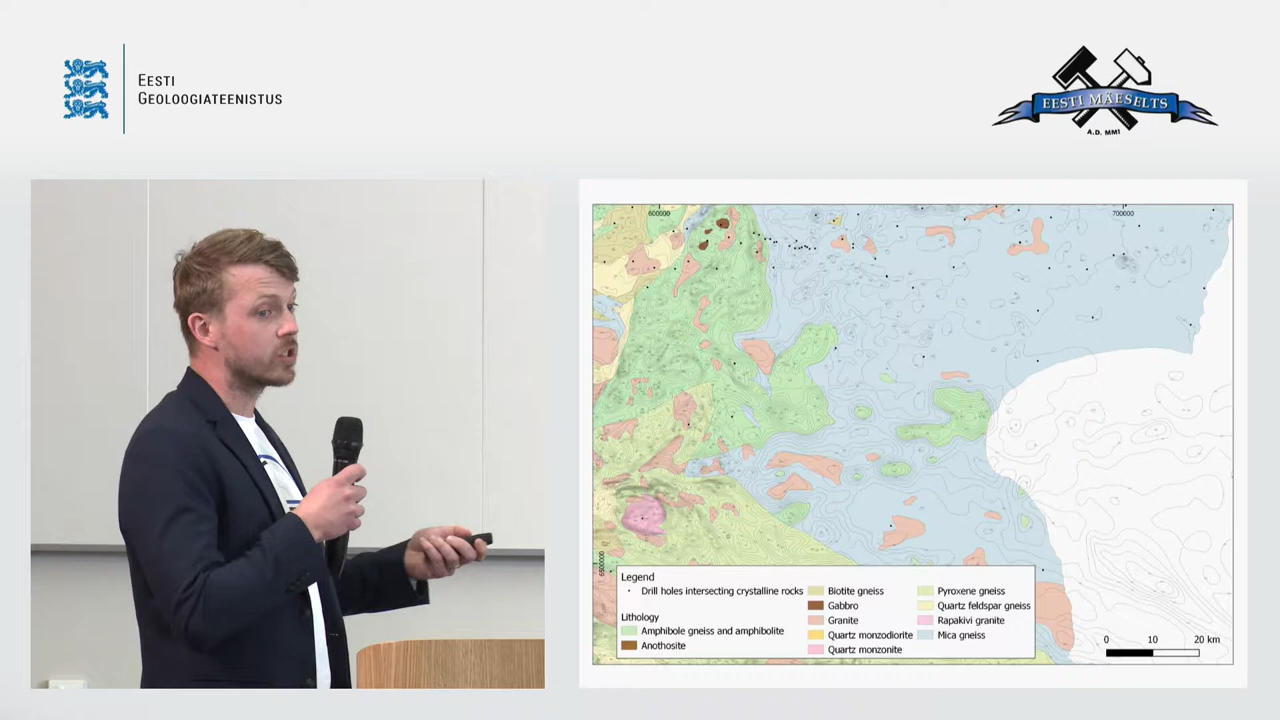 EESTI
GEOLOOGIATEENISTUS
EESTI MÄESELTS
A.D. MMI
600000
700000
6500000
Legend
Drill holes intersecting crystalline rocks
Lithology
Amphibole gneiss and amphibolite
Anothosite
Biotite gneiss
Gabbro
Granite
Quartz monzodiorite
Quartz monzonite
Pyroxene gneiss
Quartz feldspar gneiss
Rapakivi granite
Mica gneiss
0 10 20 km